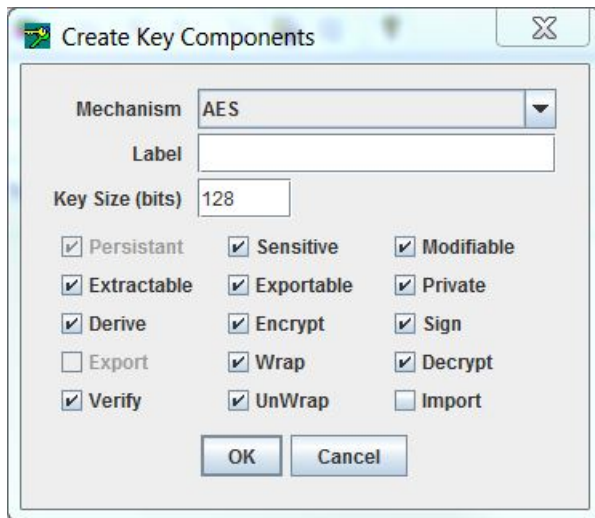 Create Key Components
Mechanism AES
Label
Key Size (bits) 128
Persistant Sensitive Modifiable
Extractable Exportable Private
Derive Encrypt Sign
Export Wrap Decrypt
Verify UnWrap Import
OK Cancel